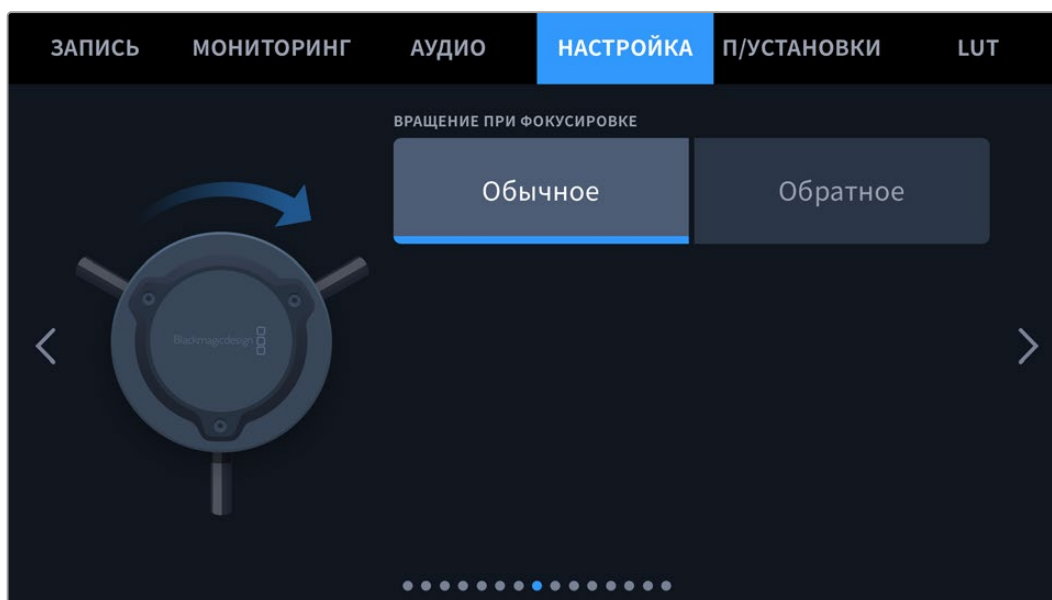 ЗАПИСЬ МОНИТОРИНГ АУДИО НАСТРОЙКА П/УСТАНОВКИ LUT
ВРАЩЕНИЕ ПРИ ФОКУСИРОВКЕ
Обычное Обратное
Blackmagicdesign